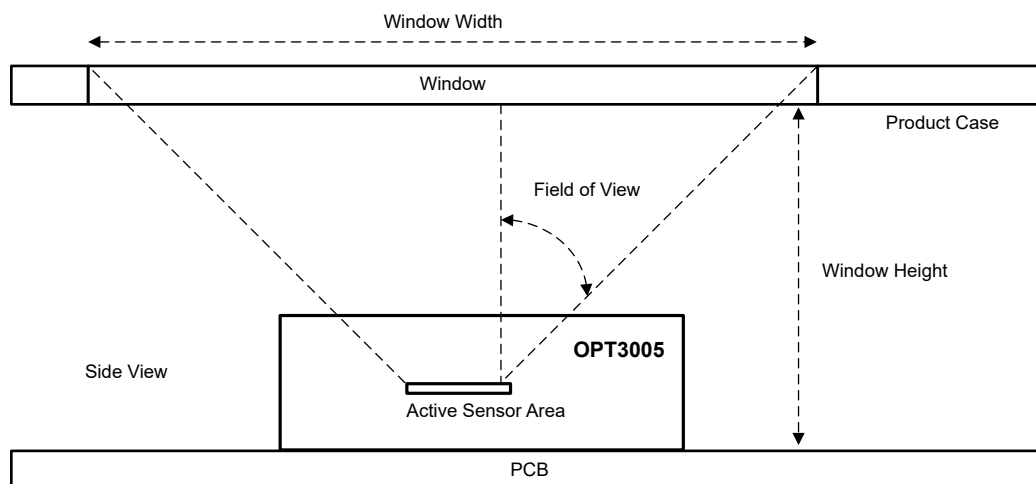 Window Width
Window
Product Case
Field of View
Window Height
OPT3005
Side View
Active Sensor Area
PCB